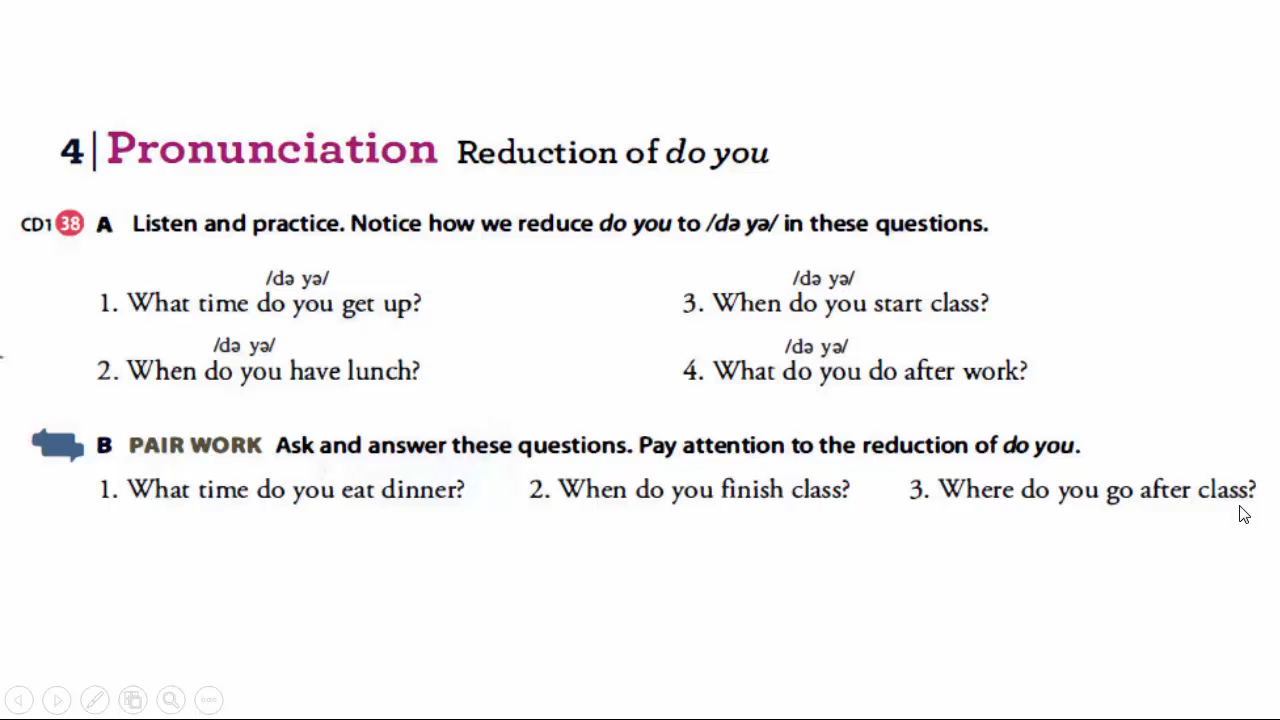 4 | Pronunciation Reduction of do you
CD1 38 A Listen and practice. Notice how we reduce do you to /də yə/ in these questions.
/də yə/
1. What time do you get up?
/də yə/
3. When do you start class?
/də yə/
2. When do you have lunch?
/də yə/
4. What do you do after work?
B PAIR WORK Ask and answer these questions. Pay attention to the reduction of do you.
1. What time do you eat dinner? 2. When do you finish class? 3. Where do you go after class?